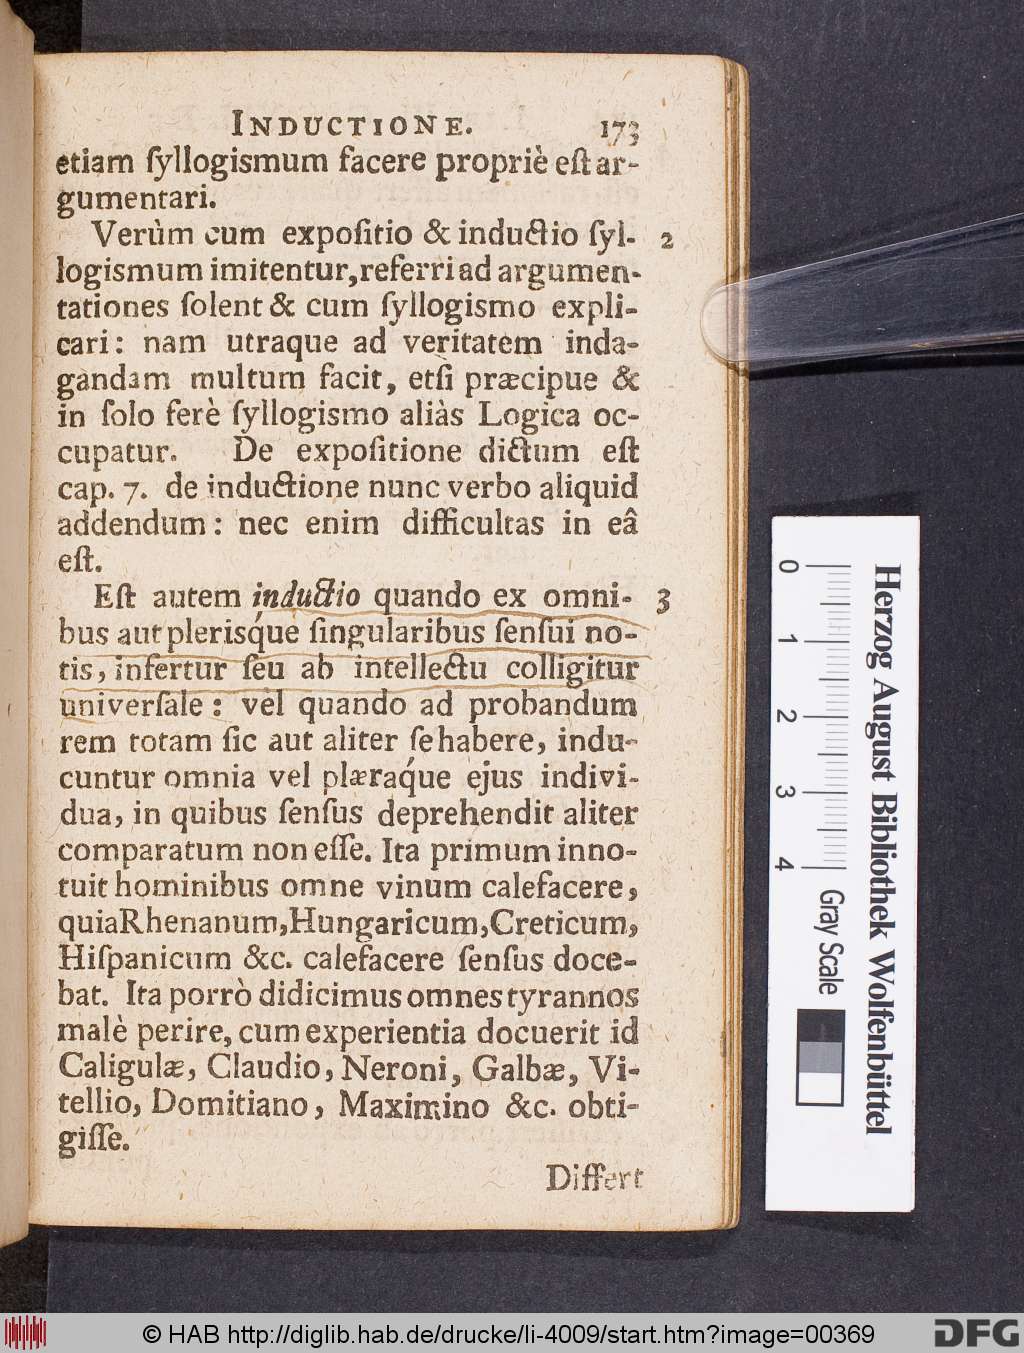 INDUCTIONE. 173
etiam ſyllogismum facere propriè eſt ar-
gumentari.
Verùm cum expoſitio & inductio ſyl- 2
logismum imitentur, referri ad argumen-
tationes ſolent & cum ſyllogismo expli-
cari: nam utraque ad veritatem inda-
gandam multum facit, etſi præcipue &
in ſolo ferè ſyllogismo aliàs Logica oc-
cupatur. De expoſitione dictum eſt
cap. 7. de inductione nunc verbo aliquid
addendum: nec enim difficultas in eâ
eſt.
Eſt autem inductio quando ex omni- 3
bus aut plerisq́ue ſingularibus ſenſui no-
tis, infertur ſeu ab intellectu colligitur
univerſale: vel quando ad probandum
rem totam ſic aut aliter ſe habere, indu-
cuntur omnia vel plæraq́ue ejus indivi-
dua, in quibus ſenſus deprehendit aliter
comparatum non eſſe. Ita primum inno-
tuit hominibus omne vinum calefacere,
quia Rhenanum, Hungaricum, Creticum,
Hiſpanicum &c. calefacere ſenſus doce-
bat. Ita porrò didicimus omnes tyrannos
malè perire, cum experientia docuerit id
Caligulæ, Claudio, Neroni, Galbæ, Vi-
tellio, Domitiano, Maximino &c. obti-
giſſe.
Differt
0 1 2 3 4 Gray Scale
Herzog August Bibliothek Wolfenbüttel
© HAB http://diglib.hab.de/drucke/li-4009/start.htm?image=00369
DFG